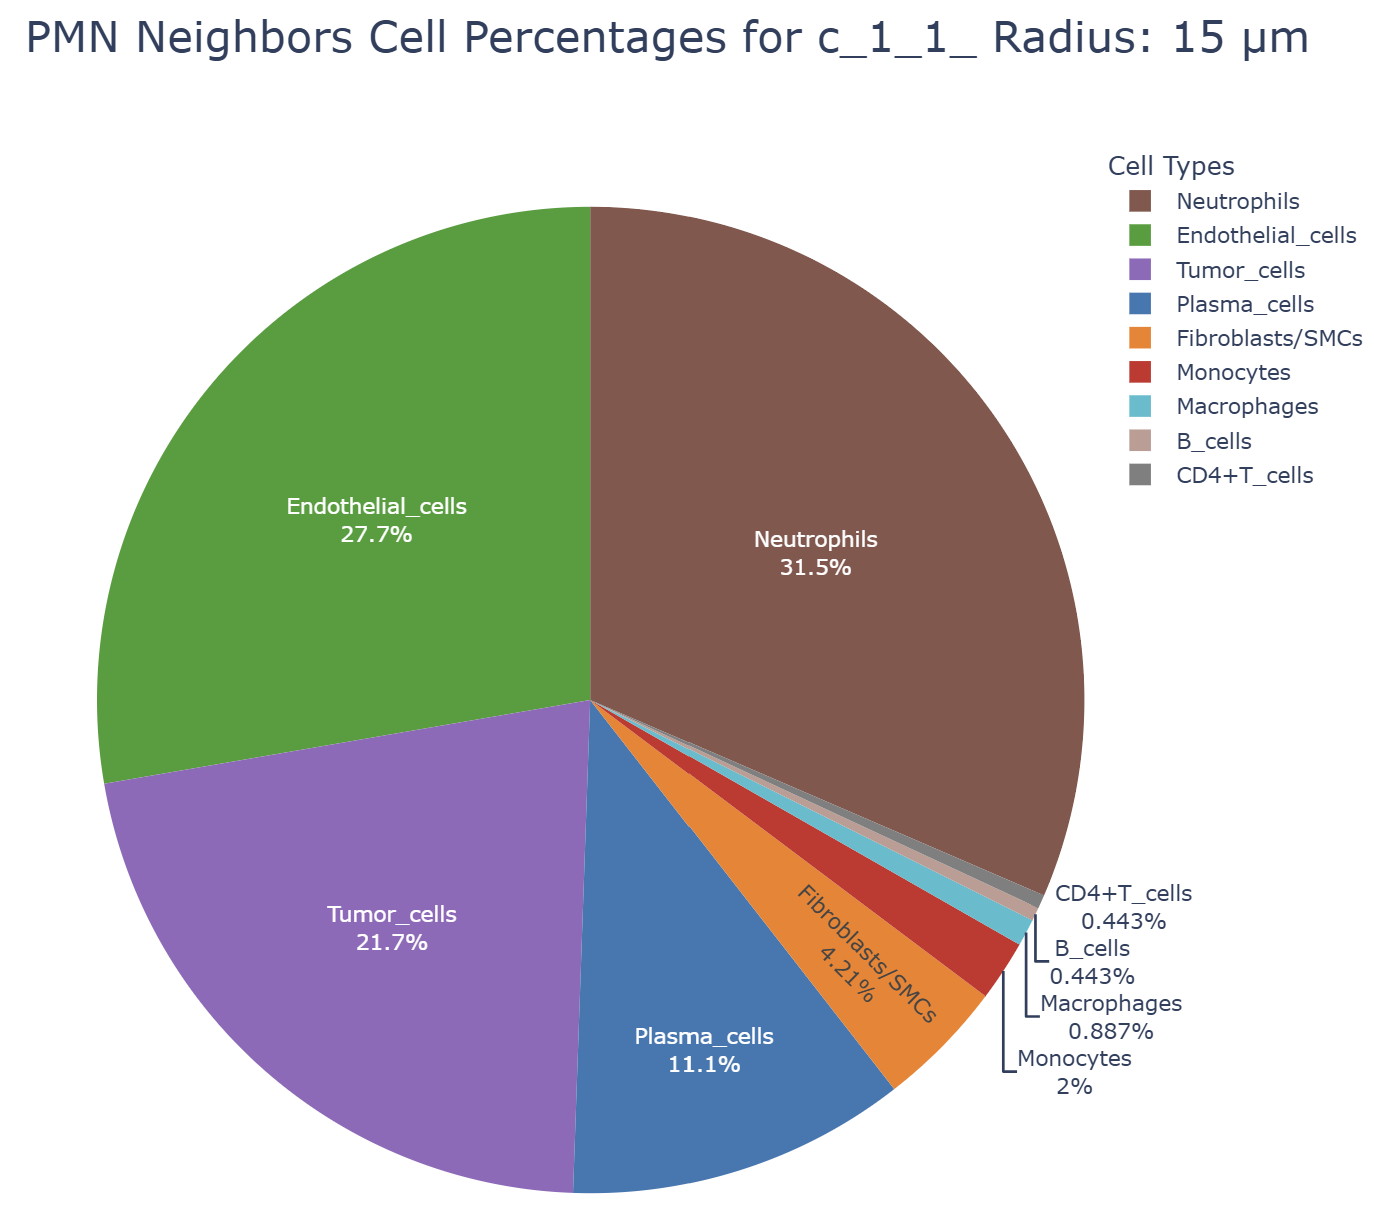 PMN Neighbors Cell Percentages for c_1_1_ Radius: 15 μm
Cell Types
Neutrophils
Endothelial_cells
Tumor_cells
Plasma_cells
Fibroblasts/SMCs
Monocytes
Macrophages
B_cells
CD4+T_cells
Endothelial_cells
27.7%
Neutrophils
31.5%
Tumor_cells
21.7%
Plasma_cells
11.1%
Fibroblasts/SMCs
4.21%
CD4+T_cells
0.443%
B_cells
0.443%
Macrophages
0.887%
Monocytes
2%